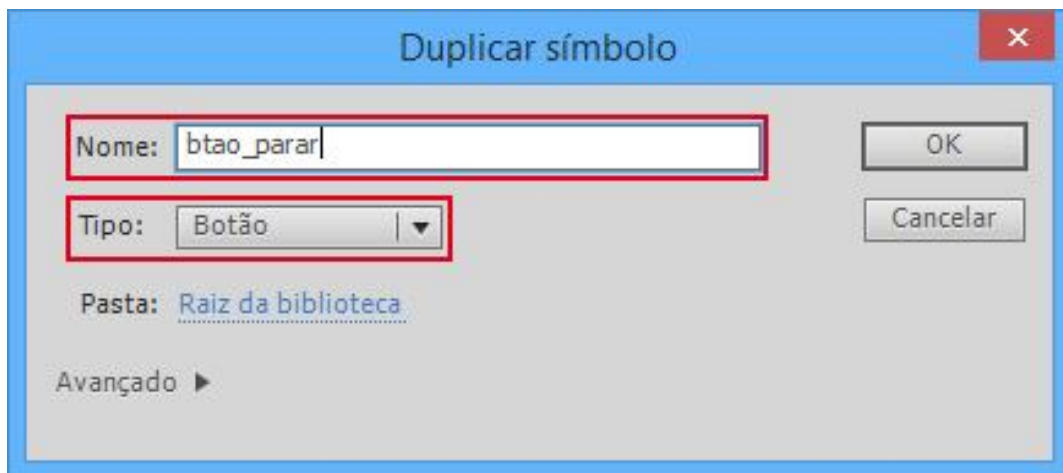 Duplicar símbolo
Nome: btao_parar
OK
Tipo: Botão
Cancelar
Pasta: Raiz da biblioteca
Avançado